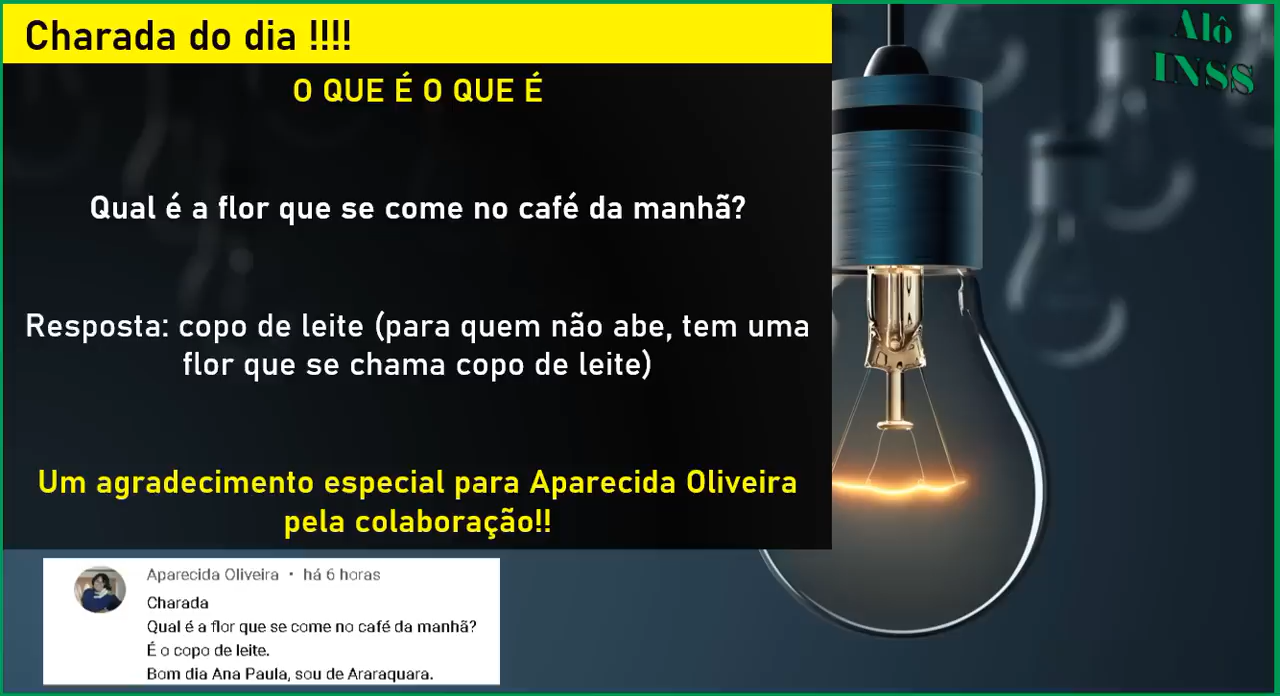 Charada do dia !!!!
Alô
INSS
O QUE É O QUE É
Qual é a flor que se come no café da manhã?
Resposta: copo de leite (para quem não abe, tem uma
flor que se chama copo de leite)
Um agradecimento especial para Aparecida Oliveira
pela colaboração!!
Aparecida Oliveira • há 6 horas
Charada
Qual é a flor que se come no café da manhã?
É o copo de leite.
Bom dia Ana Paula, sou de Araraquara.